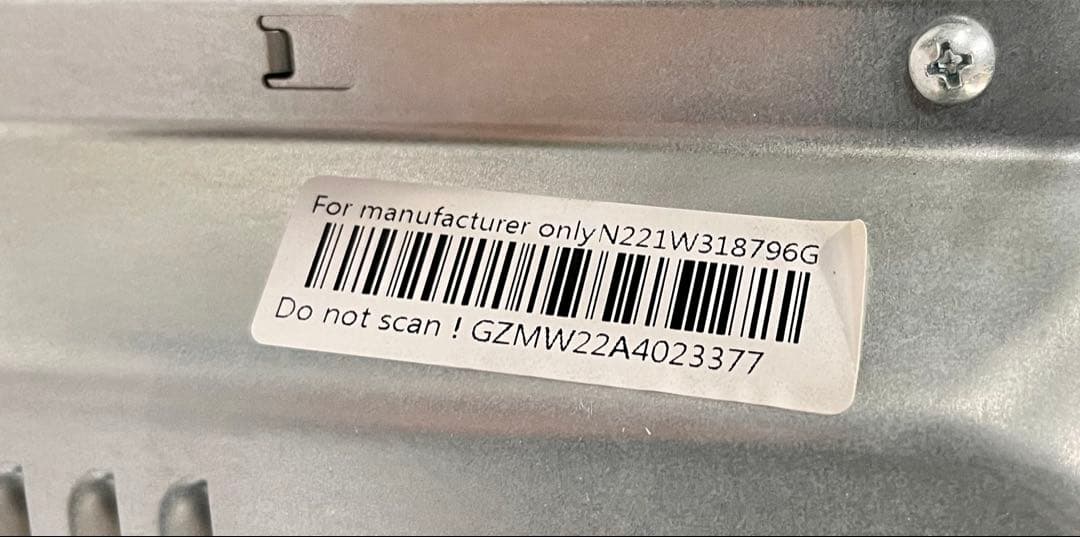 For manufacturer only N221W318796G
Do not scan ! GZMW22A4023377